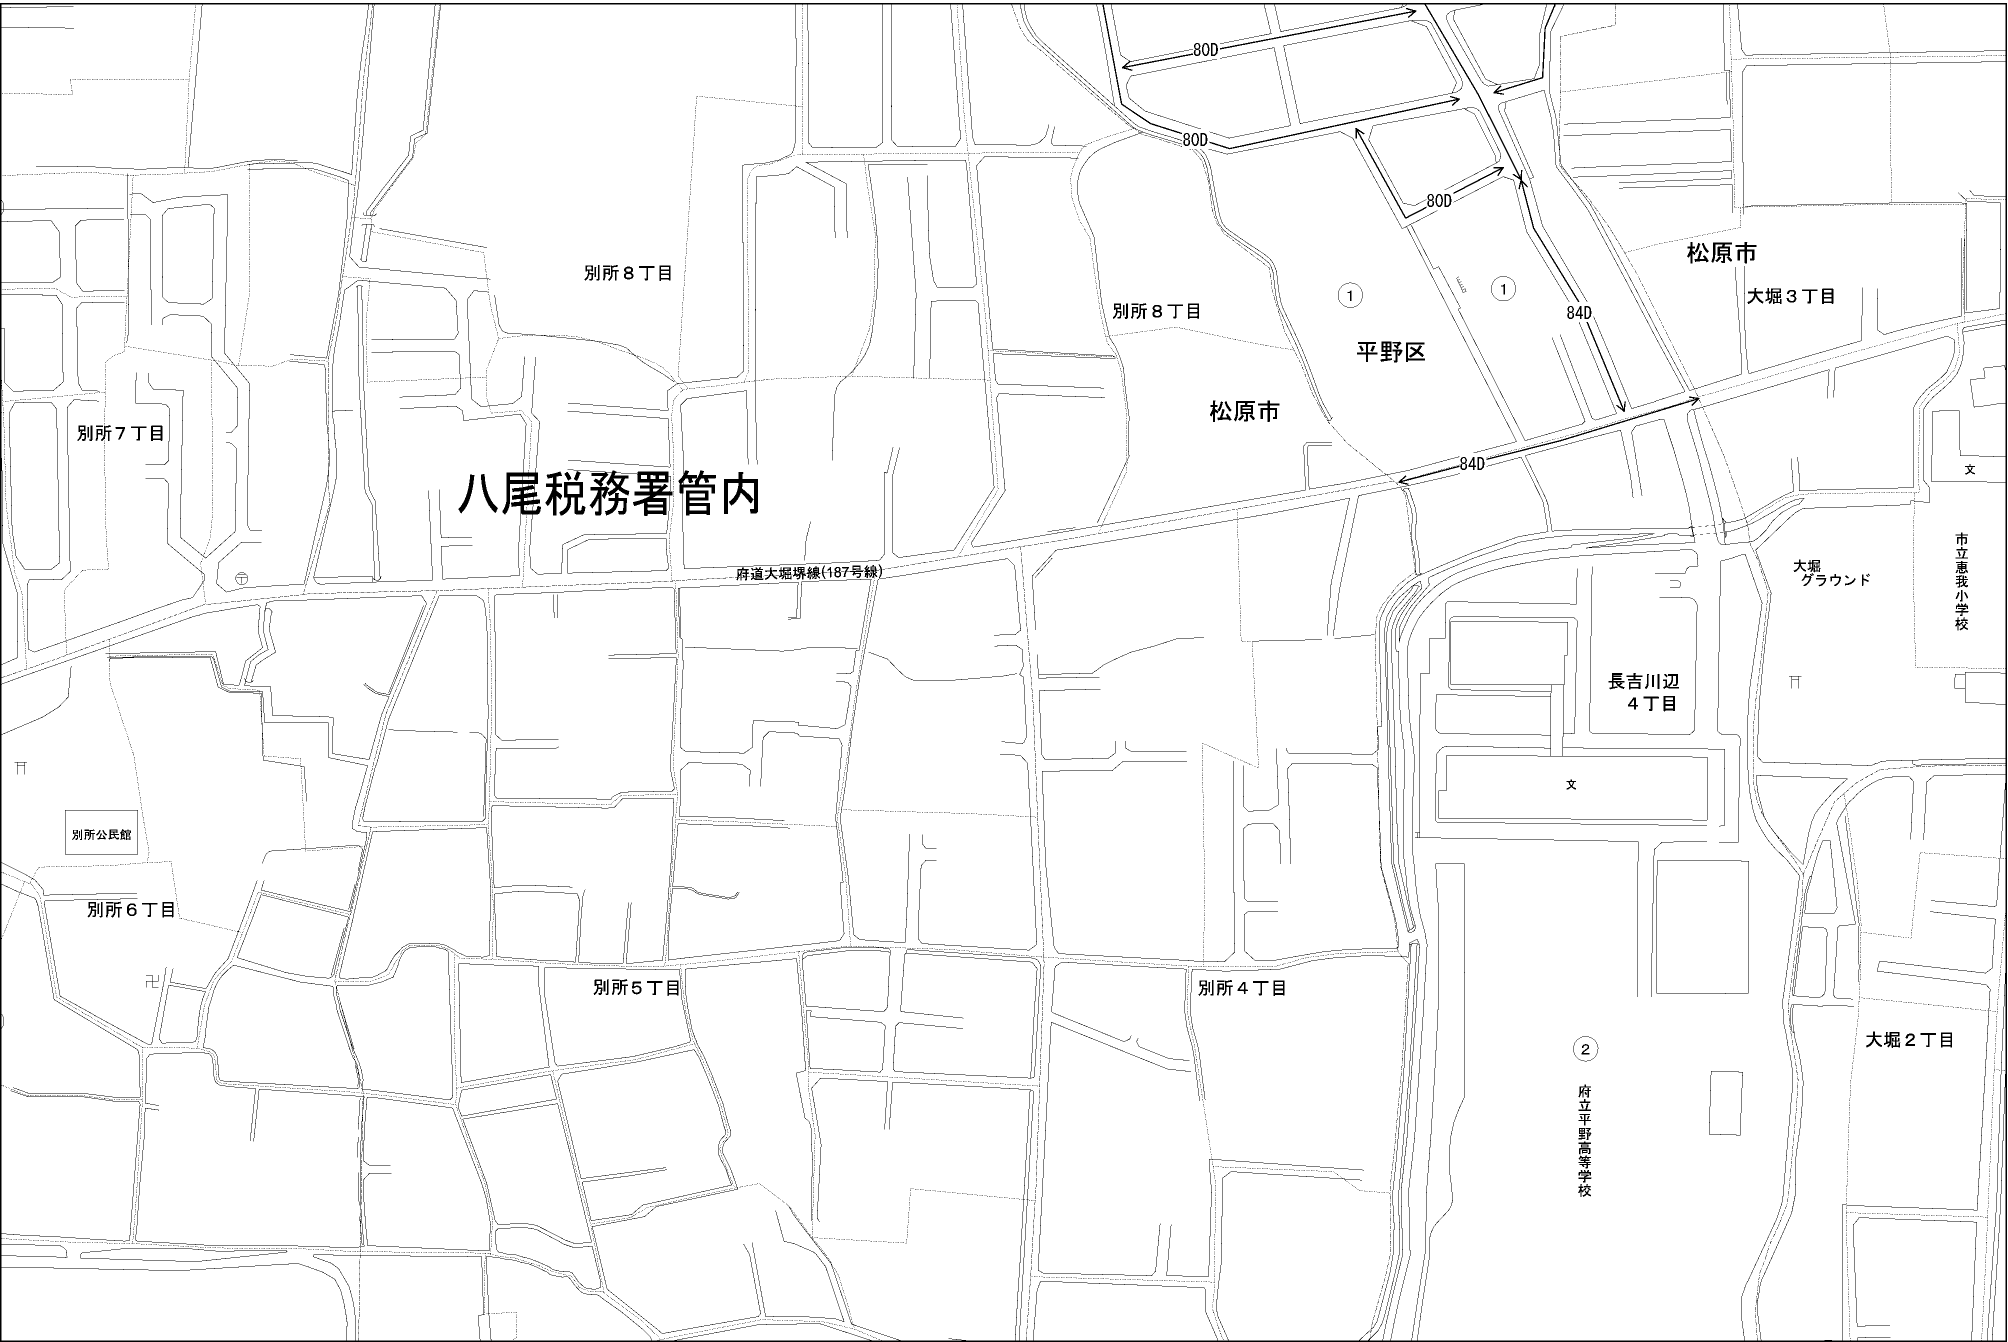 80D
80D
80D
松原市
別所８丁目
１
１
大堀３丁目
別所８丁目
84D
平野区
松原市
別所７丁目
84D
文
八尾税務署管内
市立恵我小学校
府道大堀堺線(187号線)
大堀
グラウンド
長吉川辺
４丁目
文
別所公民館
別所６丁目
別所５丁目
別所４丁目
大堀２丁目
２
府立平野高等学校